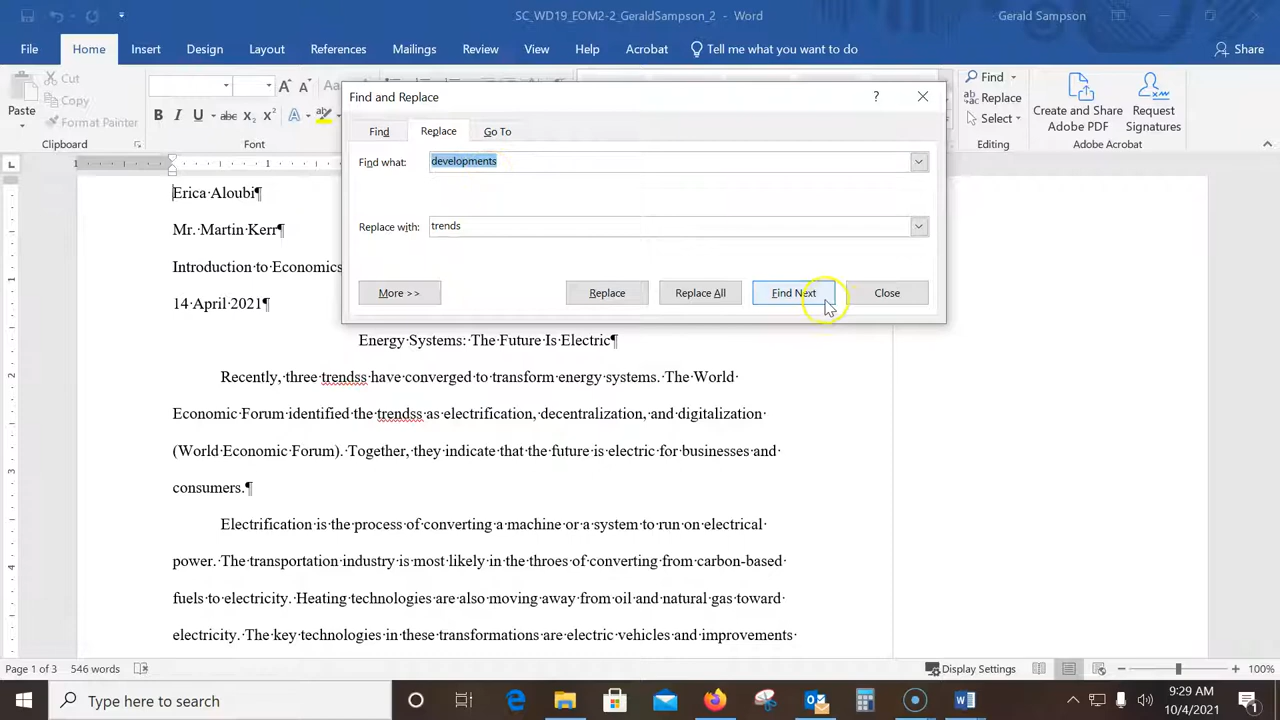 SC_WD19_EOM2-2_GeraldSampson_2 - Word
Gerald Sampson
File Home Insert Design Layout References Mailings Review View Help Acrobat Tell me what you want to do Share
Paste
Cut
Copy
Format Painter
Clipboard
B I U abc X2 X2 A
Aa
Font
Find
Replace
Select
Editing
Create and Share
Adobe PDF
Request
Signatures
Adobe Acrobat
Find and Replace
?
Find Replace Go To
Find what: developments
Replace with: trends
More >> Replace Replace All Find Next Close
1
Erica·Aloubi¶
Mr.·Martin·Kerr¶
Introduction·to·Economics
14·April·2021¶
Energy·Systems:·The·Future·Is·Electric¶
Recently,·three·trendss·have·converged·to·transform·energy·systems.·The·World·
Economic·Forum·identified·the·trendss·as·electrification,·decentralization,·and·digitalization·
(World·Economic·Forum).·Together,·they·indicate·that·the·future·is·electric·for·businesses·and·
consumers.¶
Electrification·is·the·process·of·converting·a·machine·or·a·system·to·run·on·electrical·
power.·The·transportation·industry·is·most·likely·in·the·throes·of·converting·from·carbon-based·
fuels·to·electricity.·Heating·technologies·are·also·moving·away·from·oil·and·natural·gas·toward·
electricity.·The·key·technologies·in·these·transformations·are·electric·vehicles·and·improvements·
1
2
3
4
Page 1 of 3 546 words Display Settings 100%
Type here to search
9:29 AM
10/4/2021